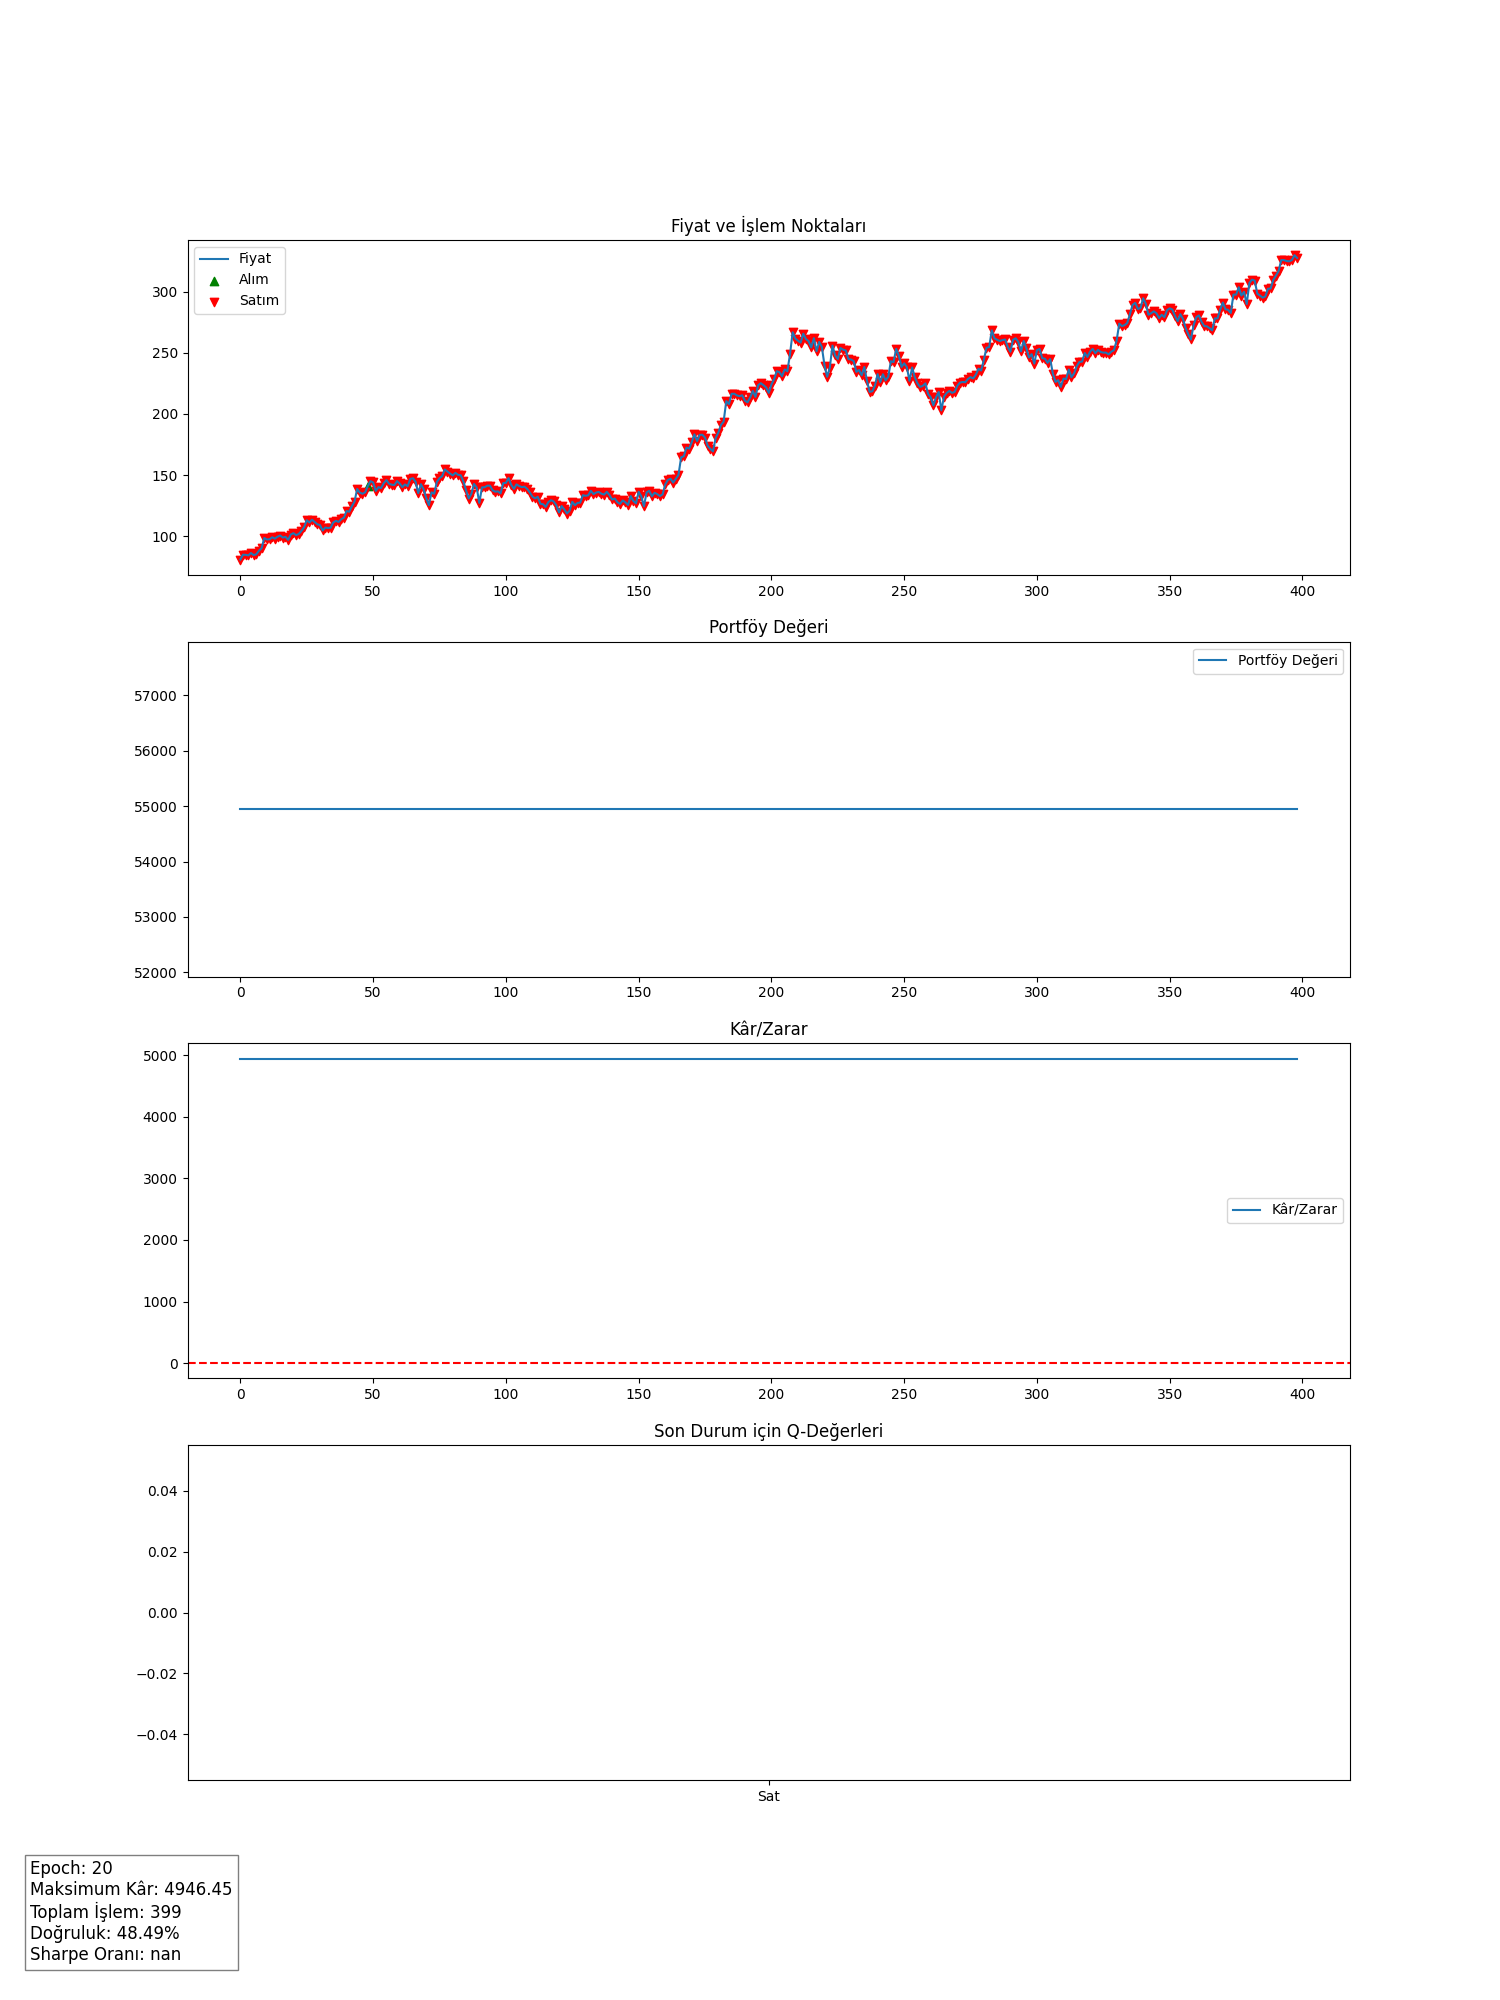 Fiyat ve İşlem Noktaları
Fiyat
Alım
Satım
300
250
200
150
100
0 50 100 150 200 250 300 350 400
Portföy Değeri
Portföy Değeri
57000
56000
55000
54000
53000
52000
0 50 100 150 200 250 300 350 400
Kâr/Zarar
5000
4000
3000
Kâr/Zarar
2000
1000
0
0 50 100 150 200 250 300 350 400
Son Durum için Q-Değerleri
0.04
0.02
0.00
−0.02
−0.04
Sat
Epoch: 20
Maksimum Kâr: 4946.45
Toplam İşlem: 399
Doğruluk: 48.49%
Sharpe Oranı: nan